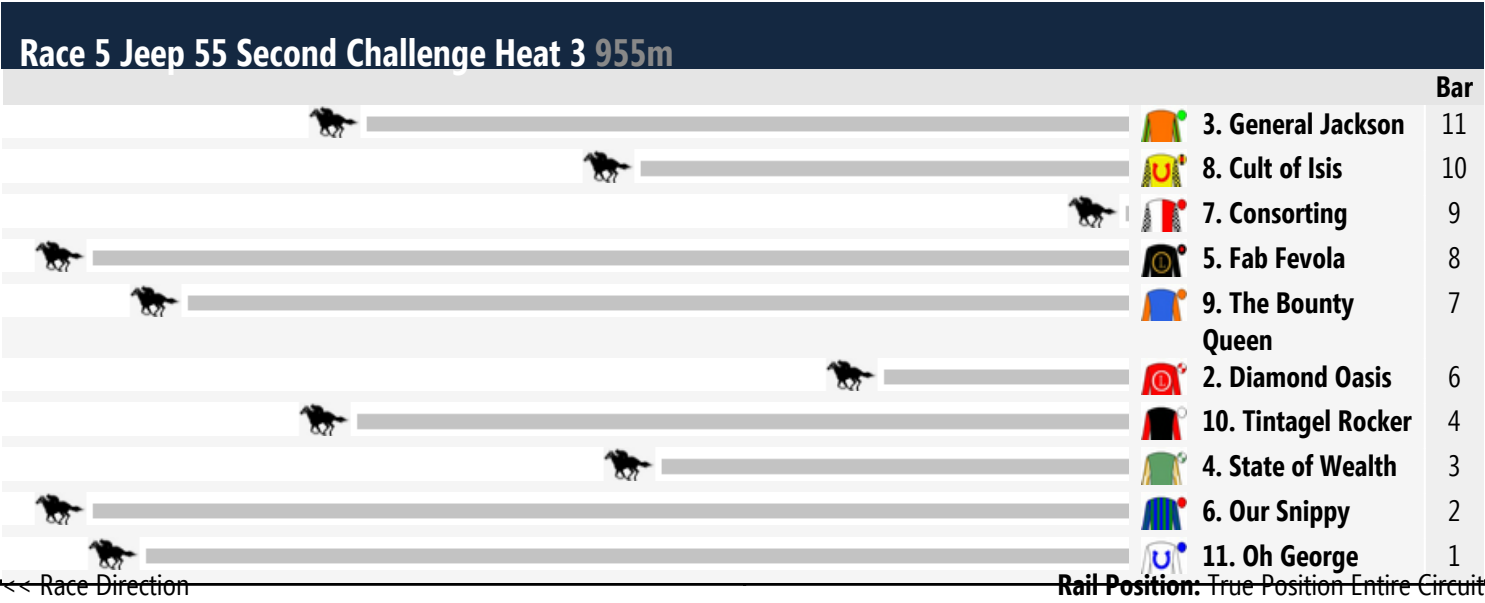 Race 5 Jeep 55 Second Challenge Heat 3 955m
Bar
3. General Jackson 11
8. Cult of Isis 10
7. Consorting 9
5. Fab Fevola 8
9. The Bounty 7
Queen
2. Diamond Oasis 6
10. Tintagel Rocker 4
4. State of Wealth 3
6. Our Snippy 2
11. Oh George 1
<< Race Direction Rail Position: True Position Entire Circuit